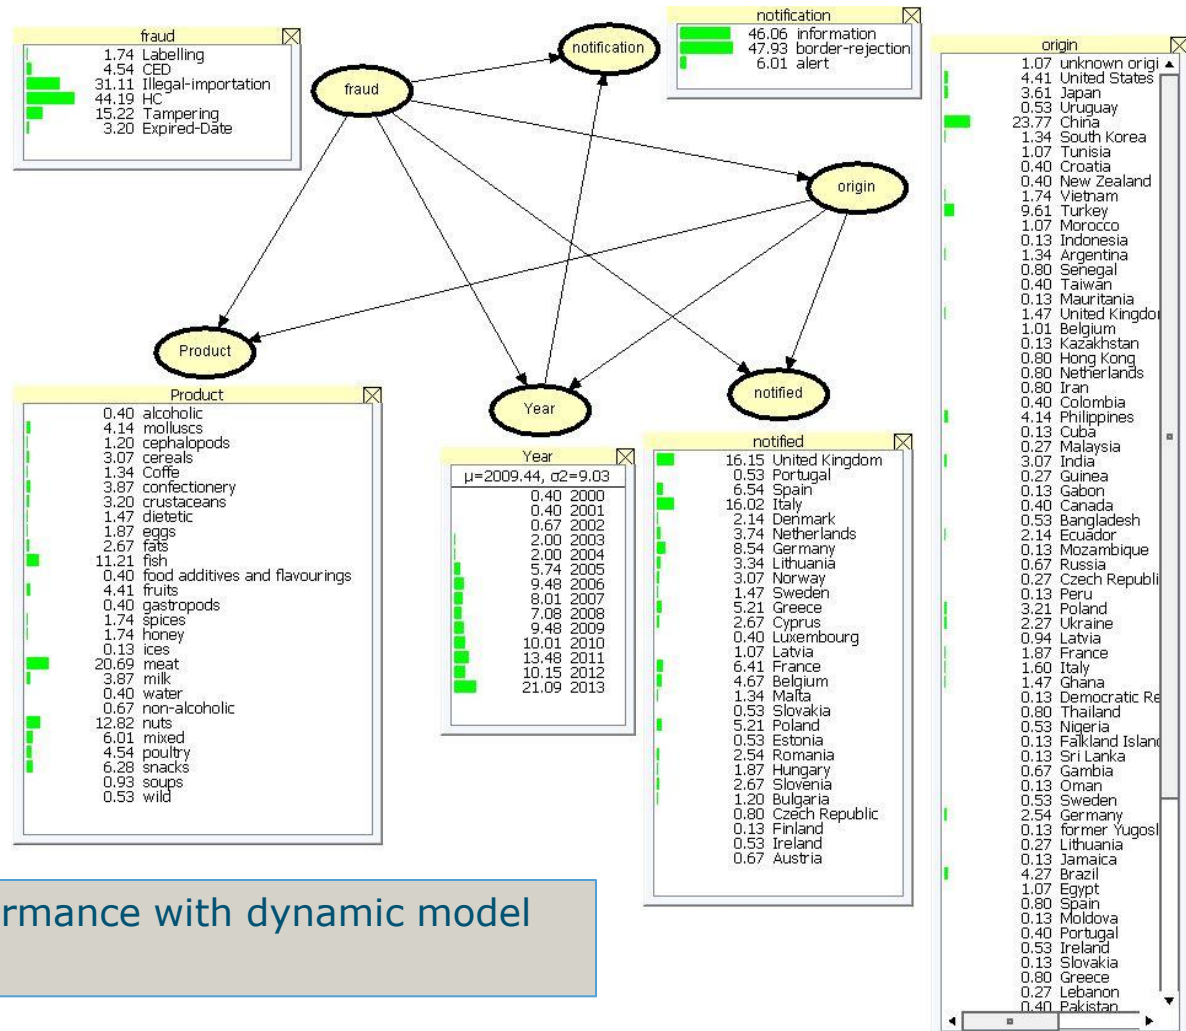 fraud
1.74 Labelling
4.54 CED
31.11 Illegal-importation
44.19 HC
15.22 Tampering
3.20 Expired-Date
notification
46.06 information
47.93 border-rejection
6.01 alert
fraud
notification
origin
Product
Year
notified
Product
0.40 alcoholic
4.14 molluscs
1.20 cephalopods
3.07 cereals
1.34 Coffe
3.87 confectionery
3.20 crustaceans
1.47 dietetic
1.87 eggs
2.67 fats
11.21 fish
0.40 food additives and flavourings
4.41 fruits
0.40 gastropods
1.74 spices
1.74 honey
0.13 ices
20.69 meat
3.87 milk
0.40 water
0.67 non-alcoholic
12.82 nuts
6.01 mixed
4.54 poultry
6.28 snacks
0.93 soups
0.53 wild
Year
μ=2009.44, σ2=9.03
0.40 2000
0.40 2001
0.67 2002
2.00 2003
2.00 2004
5.74 2005
9.48 2006
8.01 2007
7.08 2008
9.48 2009
10.01 2010
13.48 2011
10.15 2012
21.09 2013
notified
16.15 United Kingdom
0.53 Portugal
6.54 Spain
16.02 Italy
2.14 Denmark
3.74 Netherlands
8.54 Germany
3.34 Lithuania
3.07 Norway
1.47 Sweden
5.21 Greece
2.67 Cyprus
0.40 Luxembourg
1.07 Latvia
6.41 France
4.67 Belgium
1.34 Malta
0.53 Slovakia
5.21 Poland
0.53 Estonia
2.54 Romania
1.87 Hungary
2.67 Slovenia
1.20 Bulgaria
0.80 Czech Republic
0.13 Finland
0.53 Ireland
0.67 Austria
origin
1.07 unknown origi
4.41 United States
3.61 Japan
0.53 Uruguay
23.77 China
1.34 South Korea
1.07 Tunisia
0.40 Croatia
0.40 New Zealand
1.74 Vietnam
9.61 Turkey
1.07 Morocco
0.13 Indonesia
1.34 Argentina
0.80 Senegal
0.40 Taiwan
0.13 Mauritania
1.47 United Kingdo
1.01 Belgium
0.13 Kazakhstan
0.80 Hong Kong
0.80 Netherlands
0.80 Iran
0.40 Colombia
4.14 Philippines
0.13 Cuba
0.27 Malaysia
3.07 India
0.27 Guinea
0.13 Gabon
0.40 Canada
0.53 Bangladesh
2.14 Ecuador
0.13 Mozambique
0.67 Russia
0.27 Czech Republi
0.13 Peru
3.21 Poland
2.27 Ukraine
0.94 Latvia
1.87 France
1.60 Italy
1.47 Ghana
0.13 Democratic Re
0.80 Thailand
0.53 Nigeria
0.13 Falkland Islan
0.13 Sri Lanka
0.67 Gambia
0.13 Oman
0.53 Sweden
2.54 Germany
0.13 former Yugosl
0.27 Lithuania
0.13 Jamaica
4.27 Brazil
1.07 Egypt
0.80 Spain
0.13 Moldova
0.40 Portugal
0.53 Ireland
0.13 Slovakia
0.80 Greece
0.27 Lebanon
0.40 Pakistan
rmance with dynamic model